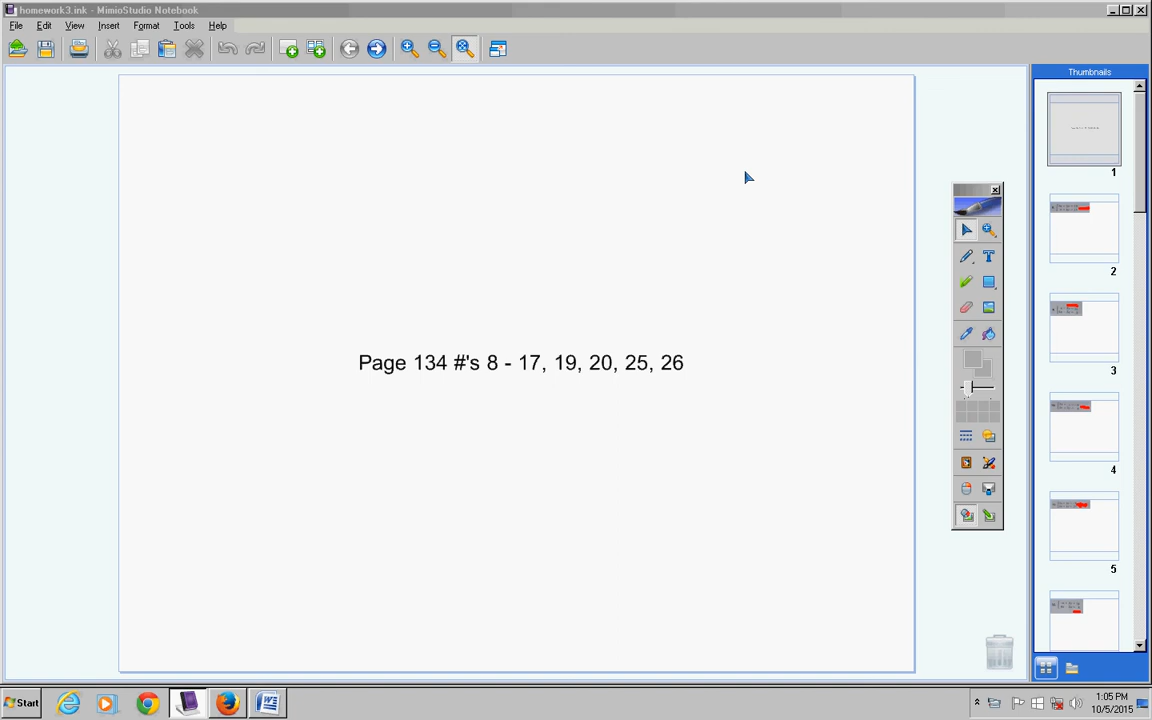 homework3.ink - MimioStudio Notebook
File Edit View Insert Format Tools Help
Thumbnails
1
2
3
4
5
Page 134 #'s 8 - 17, 19, 20, 25, 26
T
Start
1:05 PM
10/5/2015